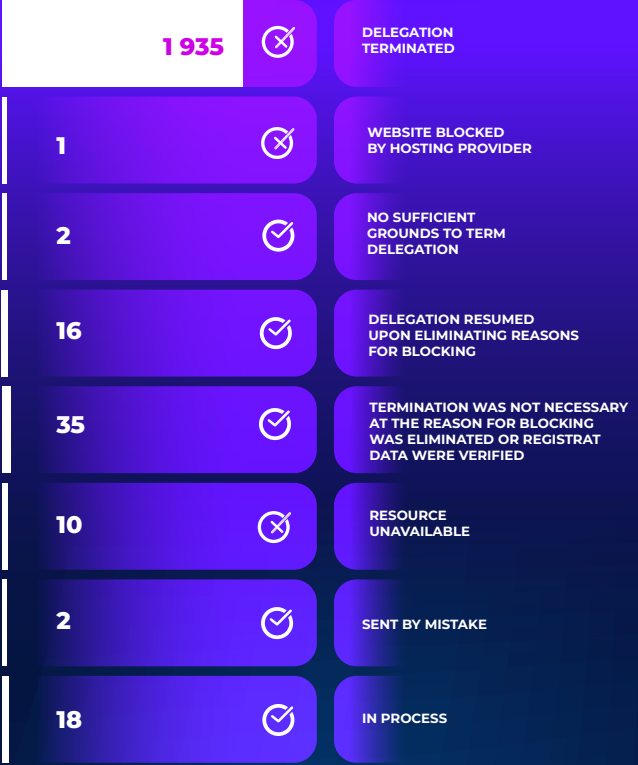 1 935
DELEGATION
TERMINATED
1
WEBSITE BLOCKED
BY HOSTING PROVIDER
2
NO SUFFICIENT
GROUNDS TO TERM
DELEGATION
16
DELEGATION RESUMED
UPON ELIMINATING REASONS
FOR BLOCKING
35
TERMINATION WAS NOT NECESSARY
AT THE REASON FOR BLOCKING
WAS ELIMINATED OR REGISTRAT
DATA WERE VERIFIED
10
RESOURCE
UNAVAILABLE
2
SENT BY MISTAKE
18
IN PROCESS